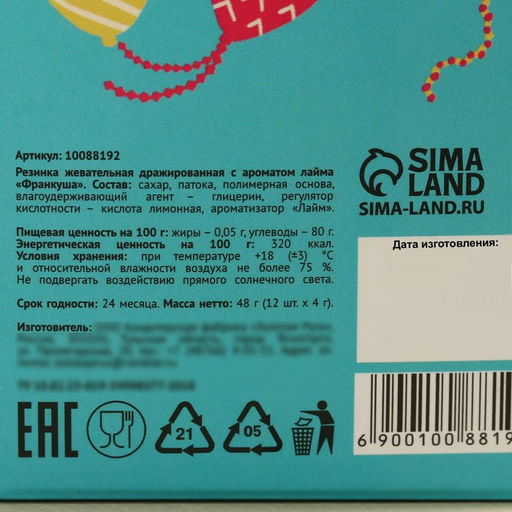 Артикул: 10088192
Резинка жевательная дражированная с ароматом лайма
«Франкуша». Состав: сахар, патока, полимерная основа,
влагоудерживающий агент – глицерин, регулятор
кислотности – кислота лимонная, ароматизатор «Лайм».
Пищевая ценность на 100 г: жиры – 0,05 г, углеводы – 80 г.
Энергетическая ценность на 100 г: 320 ккал.
Условия хранения: при температуре +18 (±3) °C
и относительной влажности воздуха не более 75 %.
Не подвергать воздействию прямого солнечного света.
Срок годности: 24 месяца. Масса нетто: 48 г (12 шт. х 4 г).
Изготовитель:
EAC
21
05
SIMA
LAND
SIMA-LAND.RU
Дата изготовления:
6 900100 8819